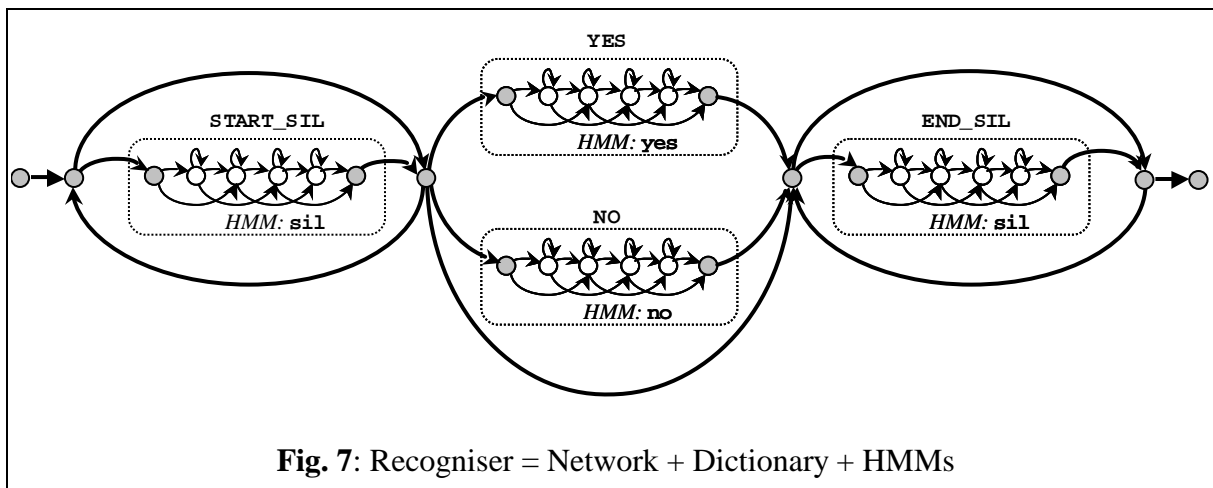 YES
HMM: yes
START_SIL
HMM: sil
END_SIL
HMM: sil
NO
HMM: no
Fig. 7: Recogniser = Network + Dictionary + HMMs